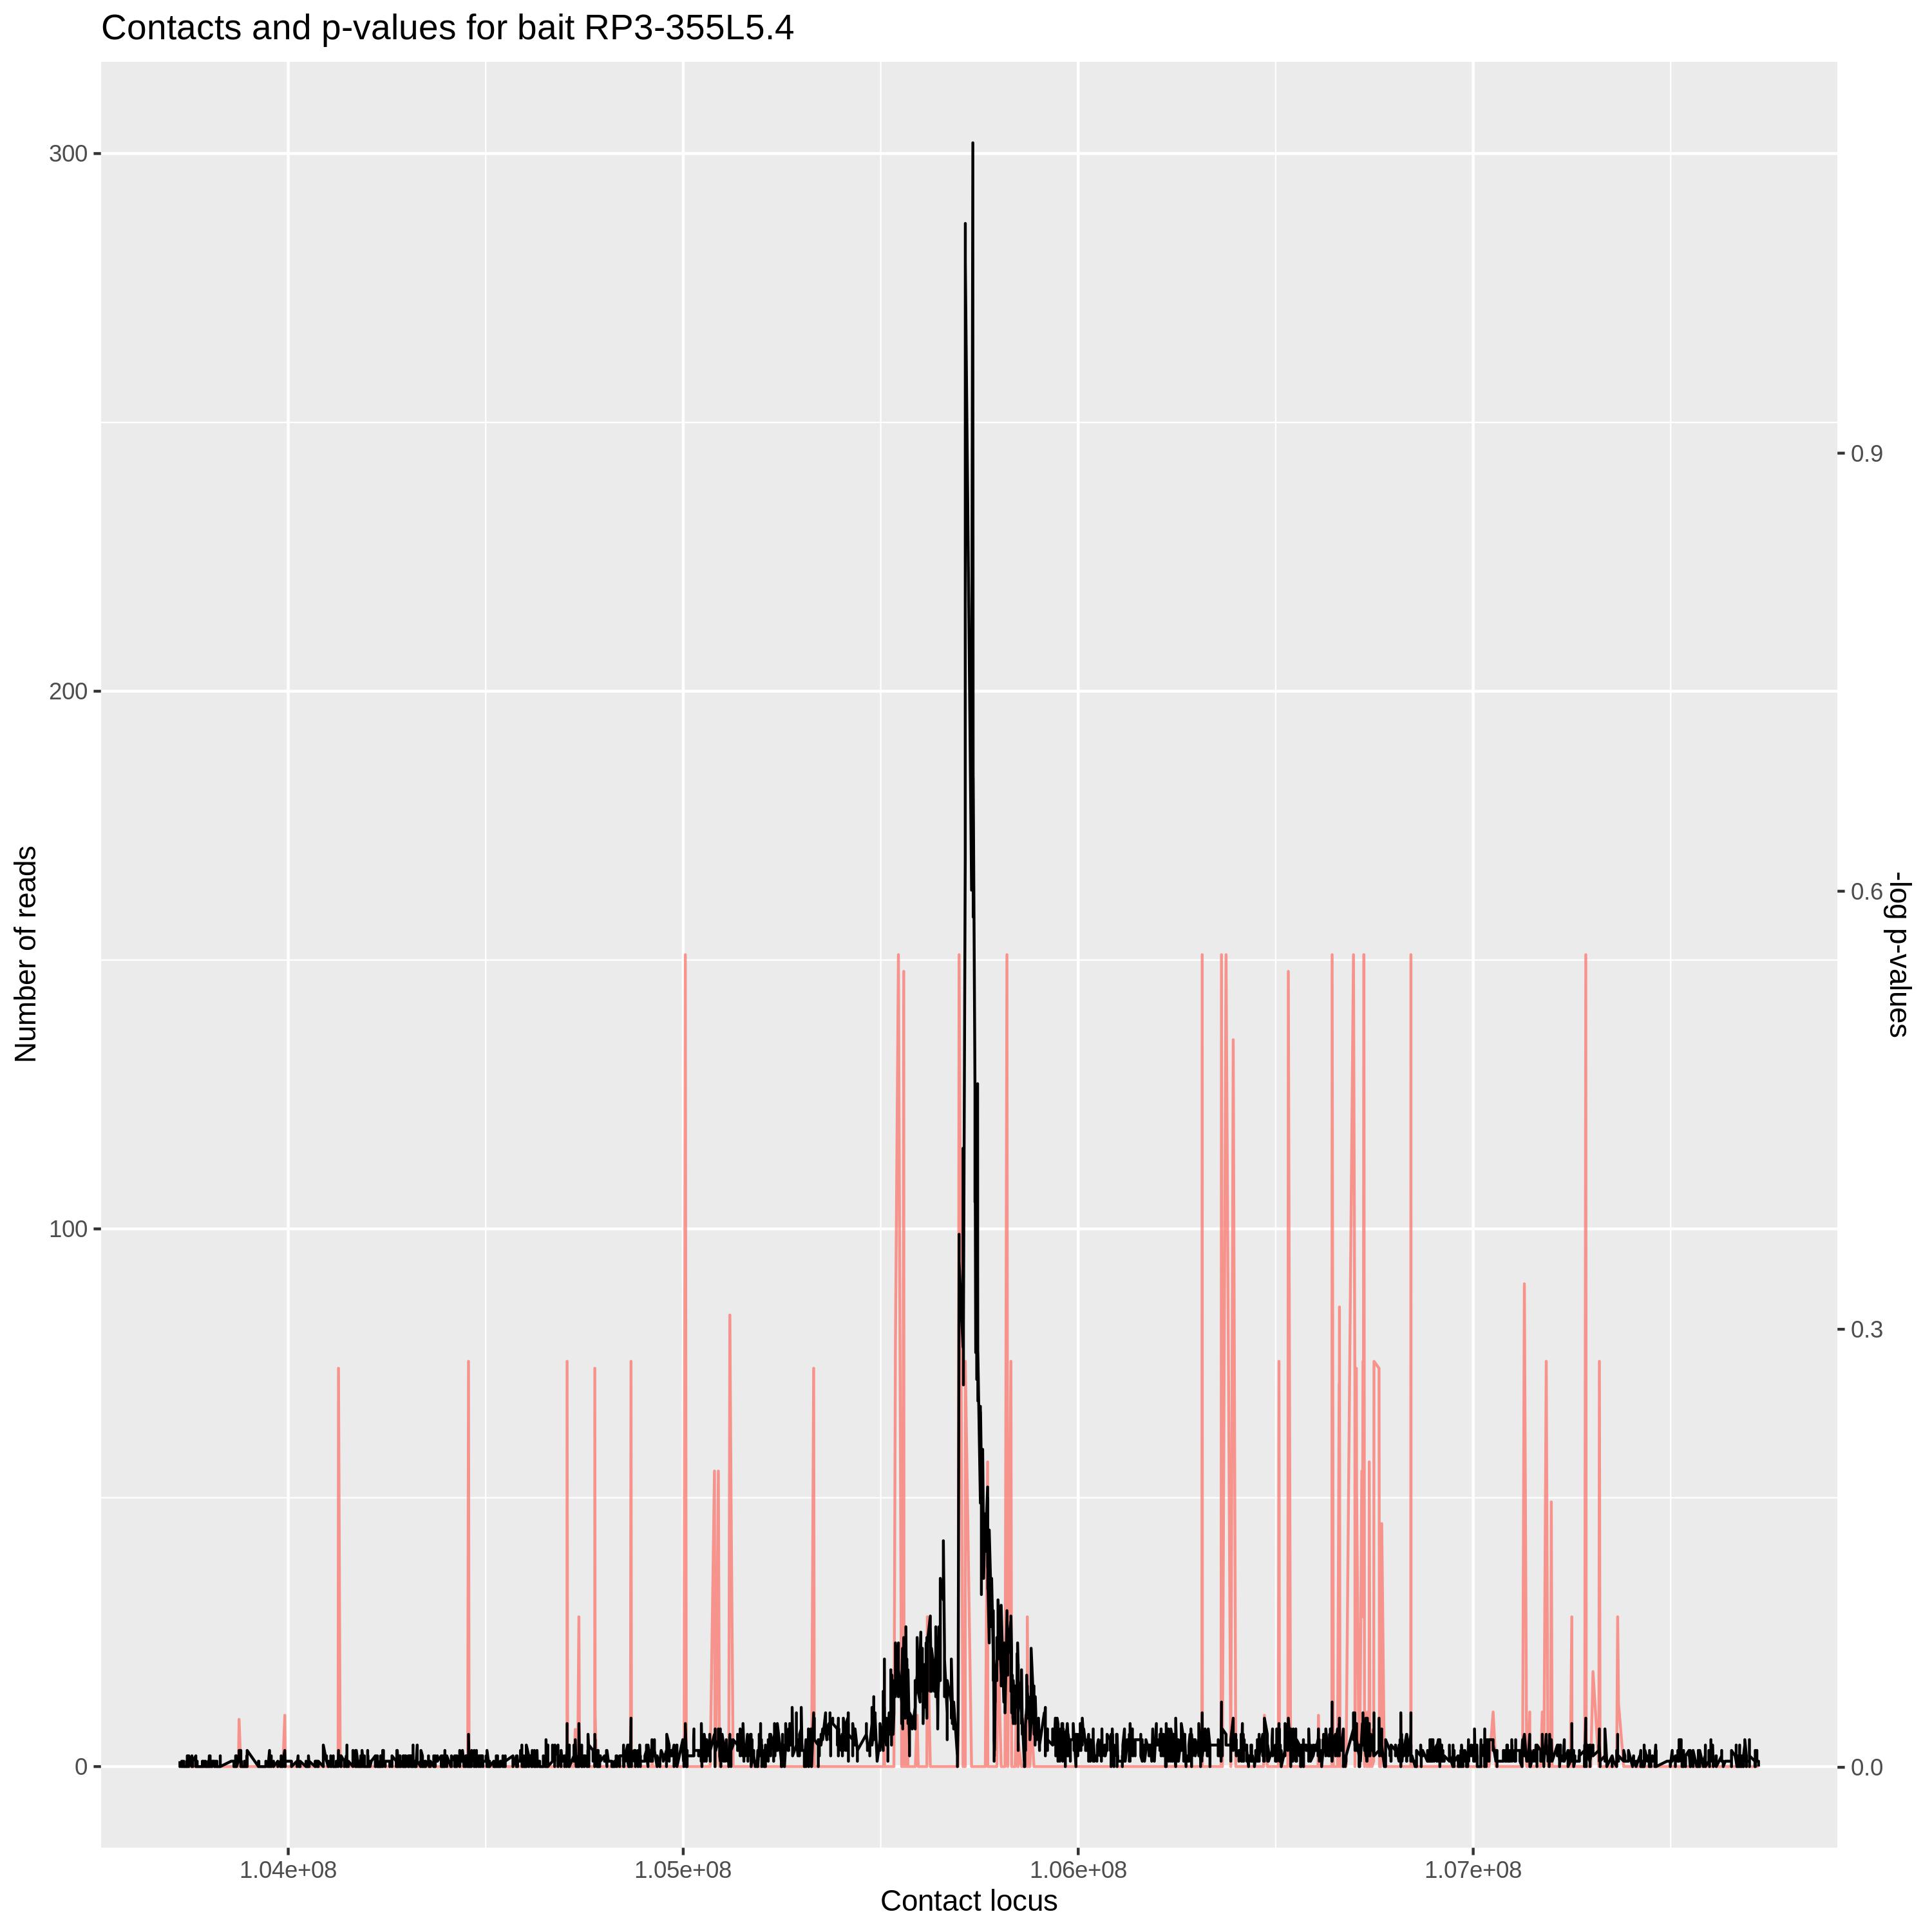 Contacts and p-values for bait RP3-355L5.4
300
200
100
0
Number of reads
0.9
0.6
0.3
0.0
-log p-values
1.04e+08
1.05e+08
1.06e+08
1.07e+08
Contact locus